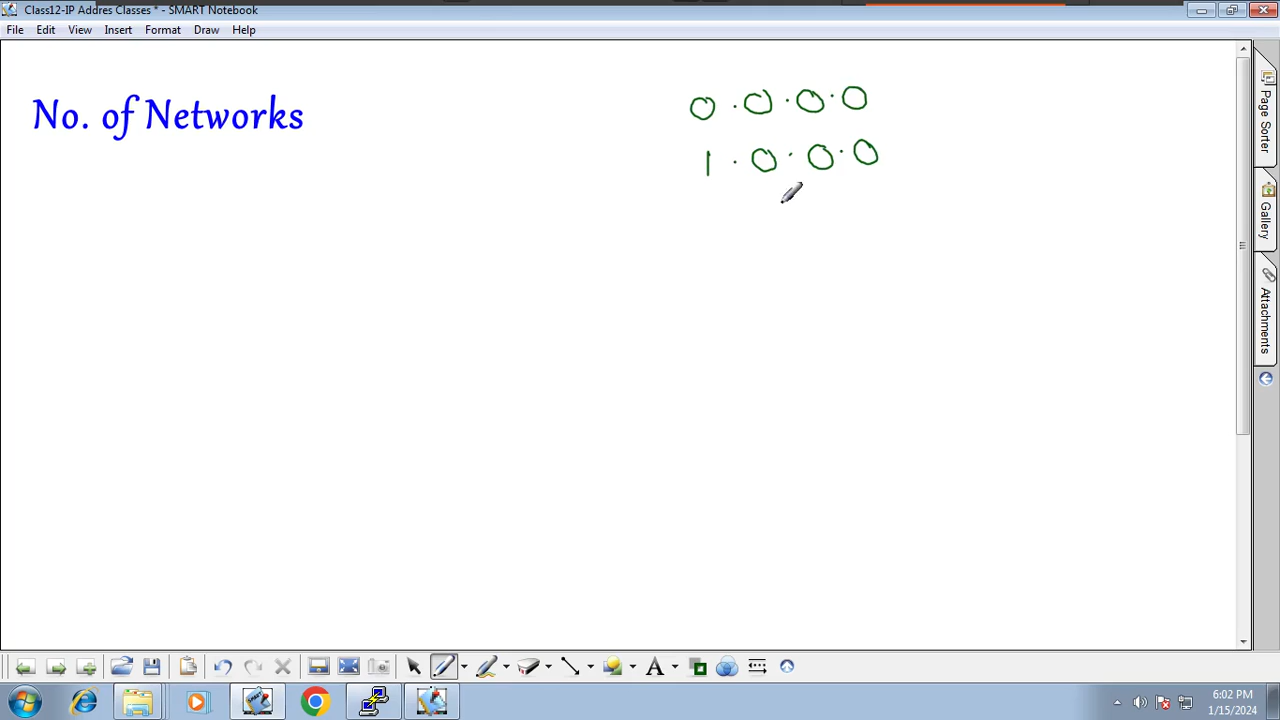 Class12-IP Addres Classes * - SMART Notebook
File Edit View Insert Format Draw Help
No. of Networks
0 . 0 . 0 . 0
1 . 0 . 0 . 0
Page Sorter
Gallery
Attachments
A
6:02 PM
1/15/2024